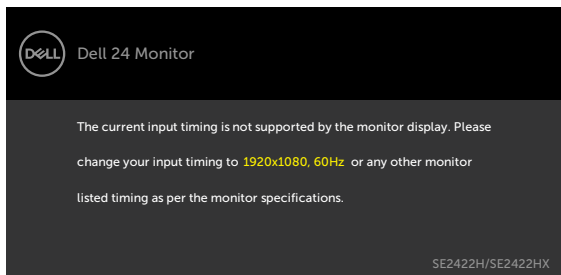 DELL Dell 24 Monitor
The current input timing is not supported by the monitor display. Please
change your input timing to 1920x1080, 60Hz or any other monitor
listed timing as per the monitor specifications.
SE2422H/SE2422HX